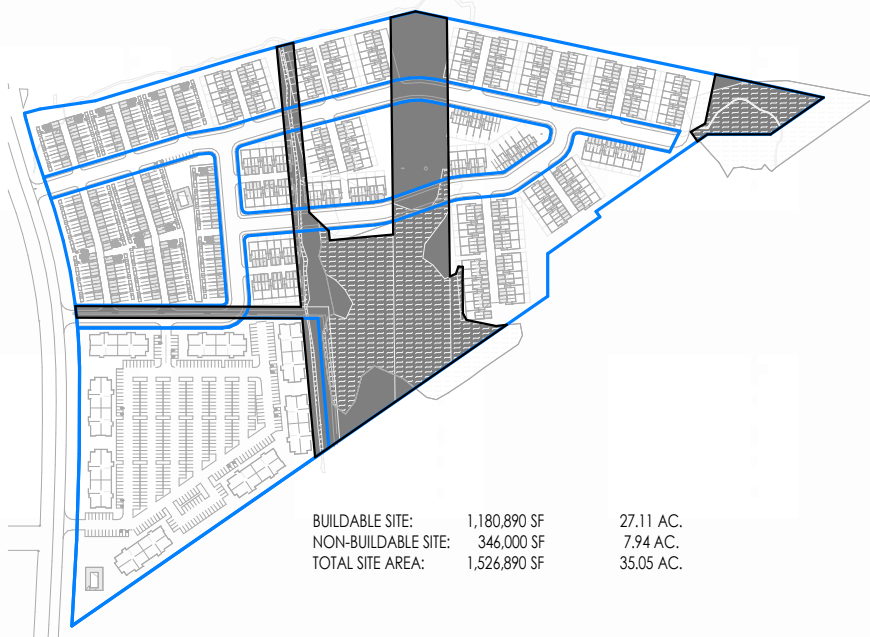 BUILDABLE SITE: 1,180,890 SF 27.11 AC.
NON-BUILDABLE SITE: 346,000 SF 7.94 AC.
TOTAL SITE AREA: 1,526,890 SF 35.05 AC.